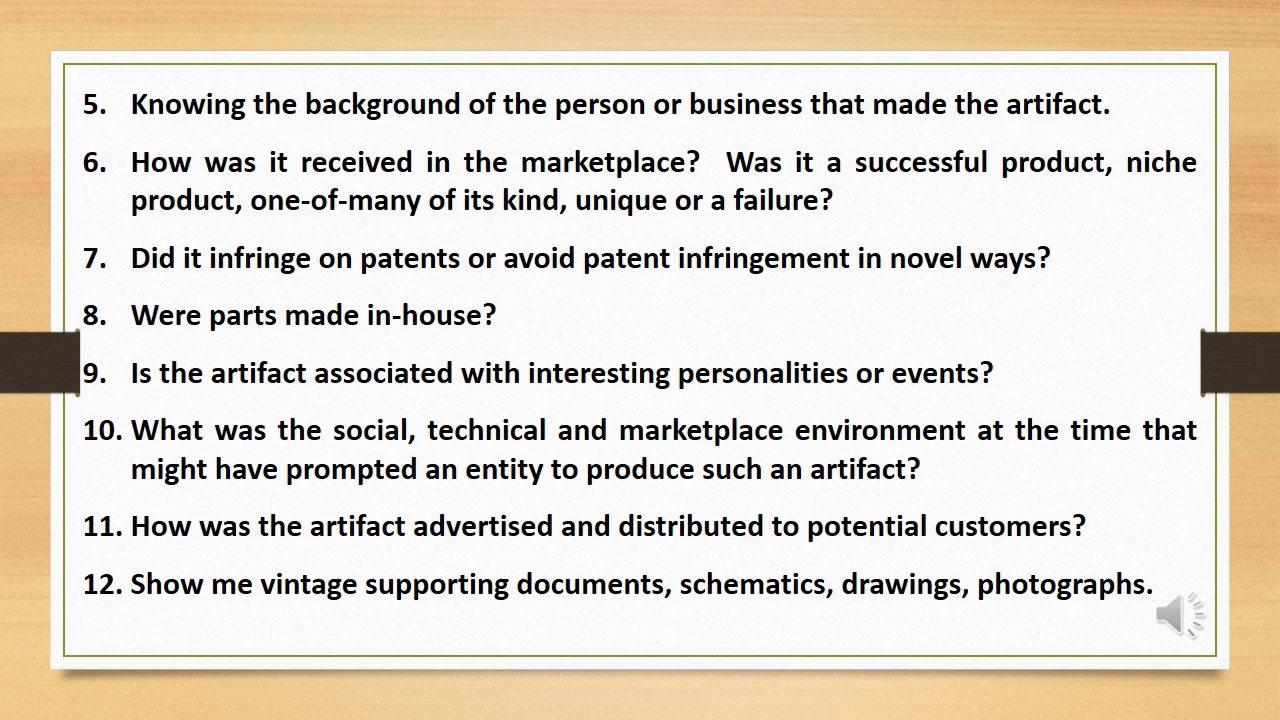 5. Knowing the background of the person or business that made the artifact.
6. How was it received in the marketplace? Was it a successful product, niche
product, one-of-many of its kind, unique or a failure?
7. Did it infringe on patents or avoid patent infringement in novel ways?
8. Were parts made in-house?
9. Is the artifact associated with interesting personalities or events?
10. What was the social, technical and marketplace environment at the time that
might have prompted an entity to produce such an artifact?
11. How was the artifact advertised and distributed to potential customers?
12. Show me vintage supporting documents, schematics, drawings, photographs.